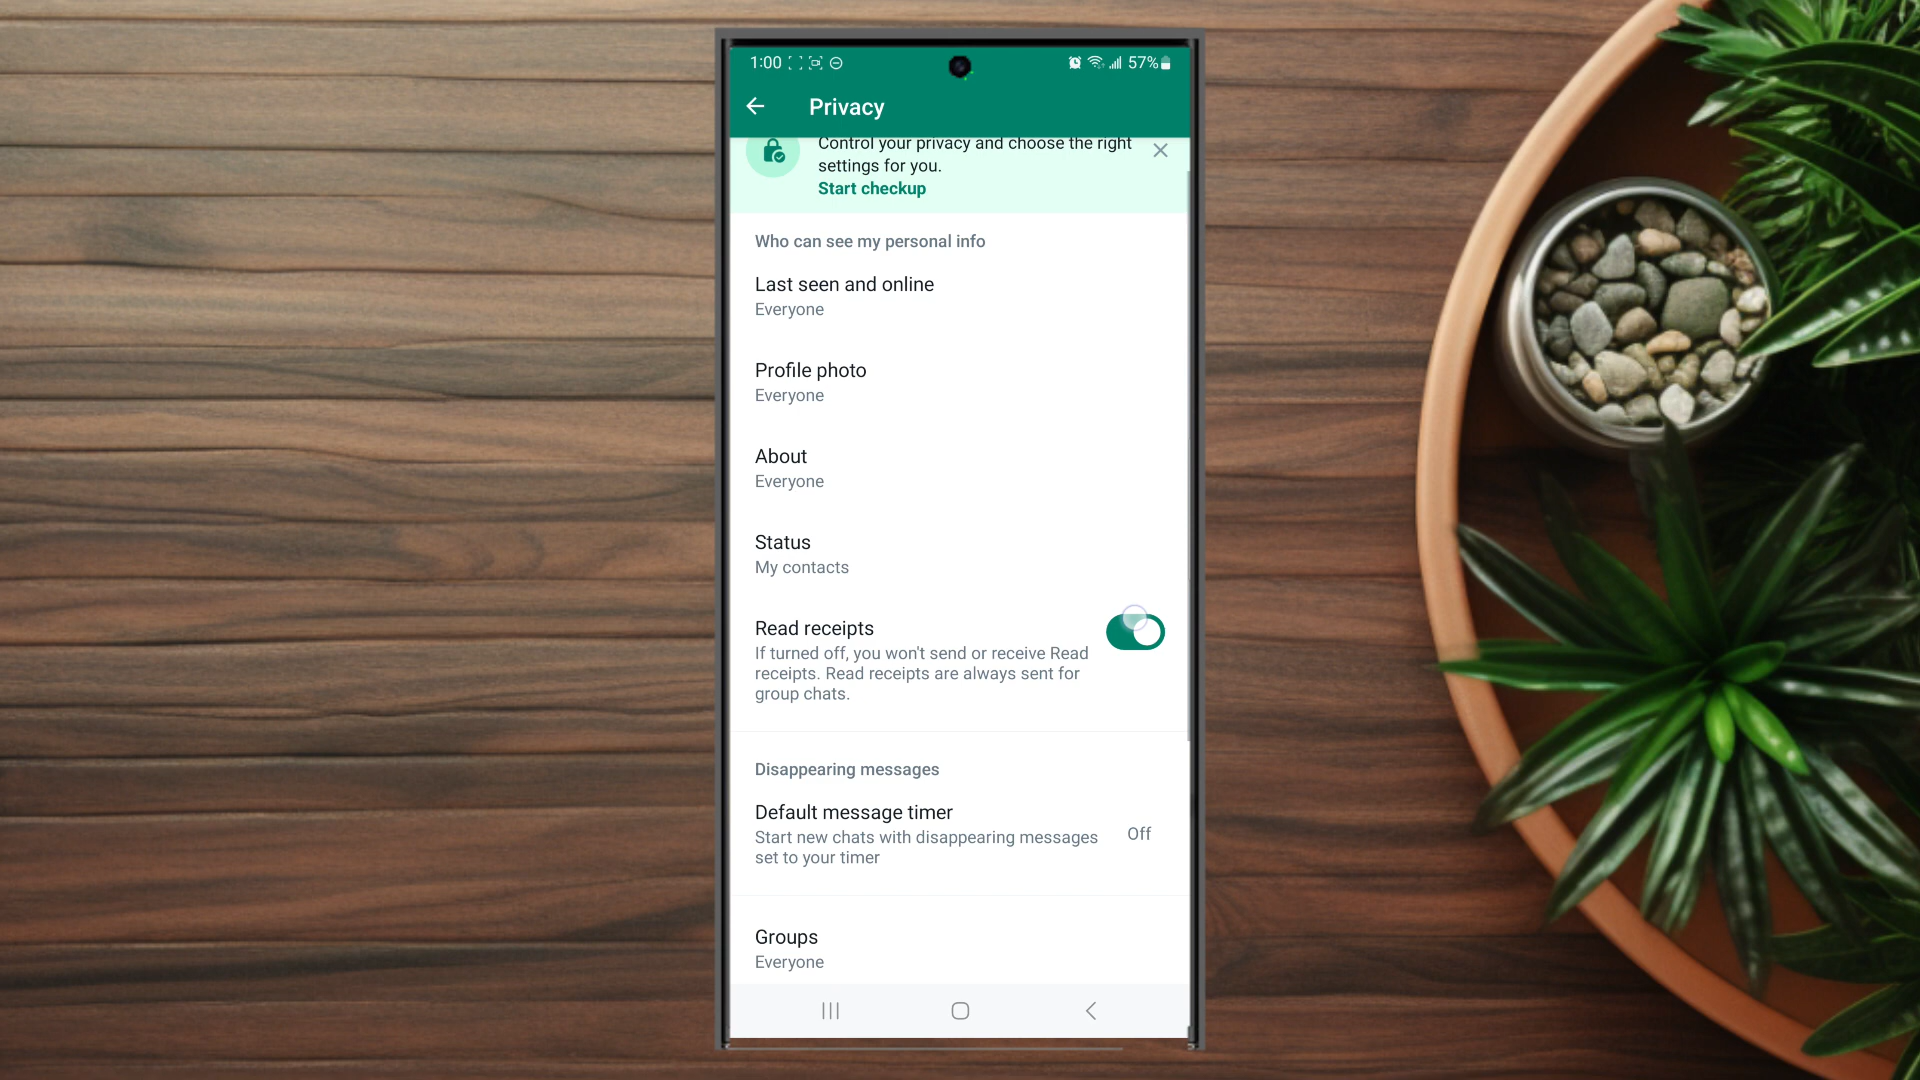 1:00
57%
Privacy
Control your privacy and choose the right
settings for you.
Start checkup
Who can see my personal info
Last seen and online
Everyone
Profile photo
Everyone
About
Everyone
Status
My contacts
Read receipts
If turned off, you won't send or receive Read
receipts. Read receipts are always sent for
group chats.
Disappearing messages
Default message timer
Start new chats with disappearing messages
set to your timer
Off
Groups
Everyone